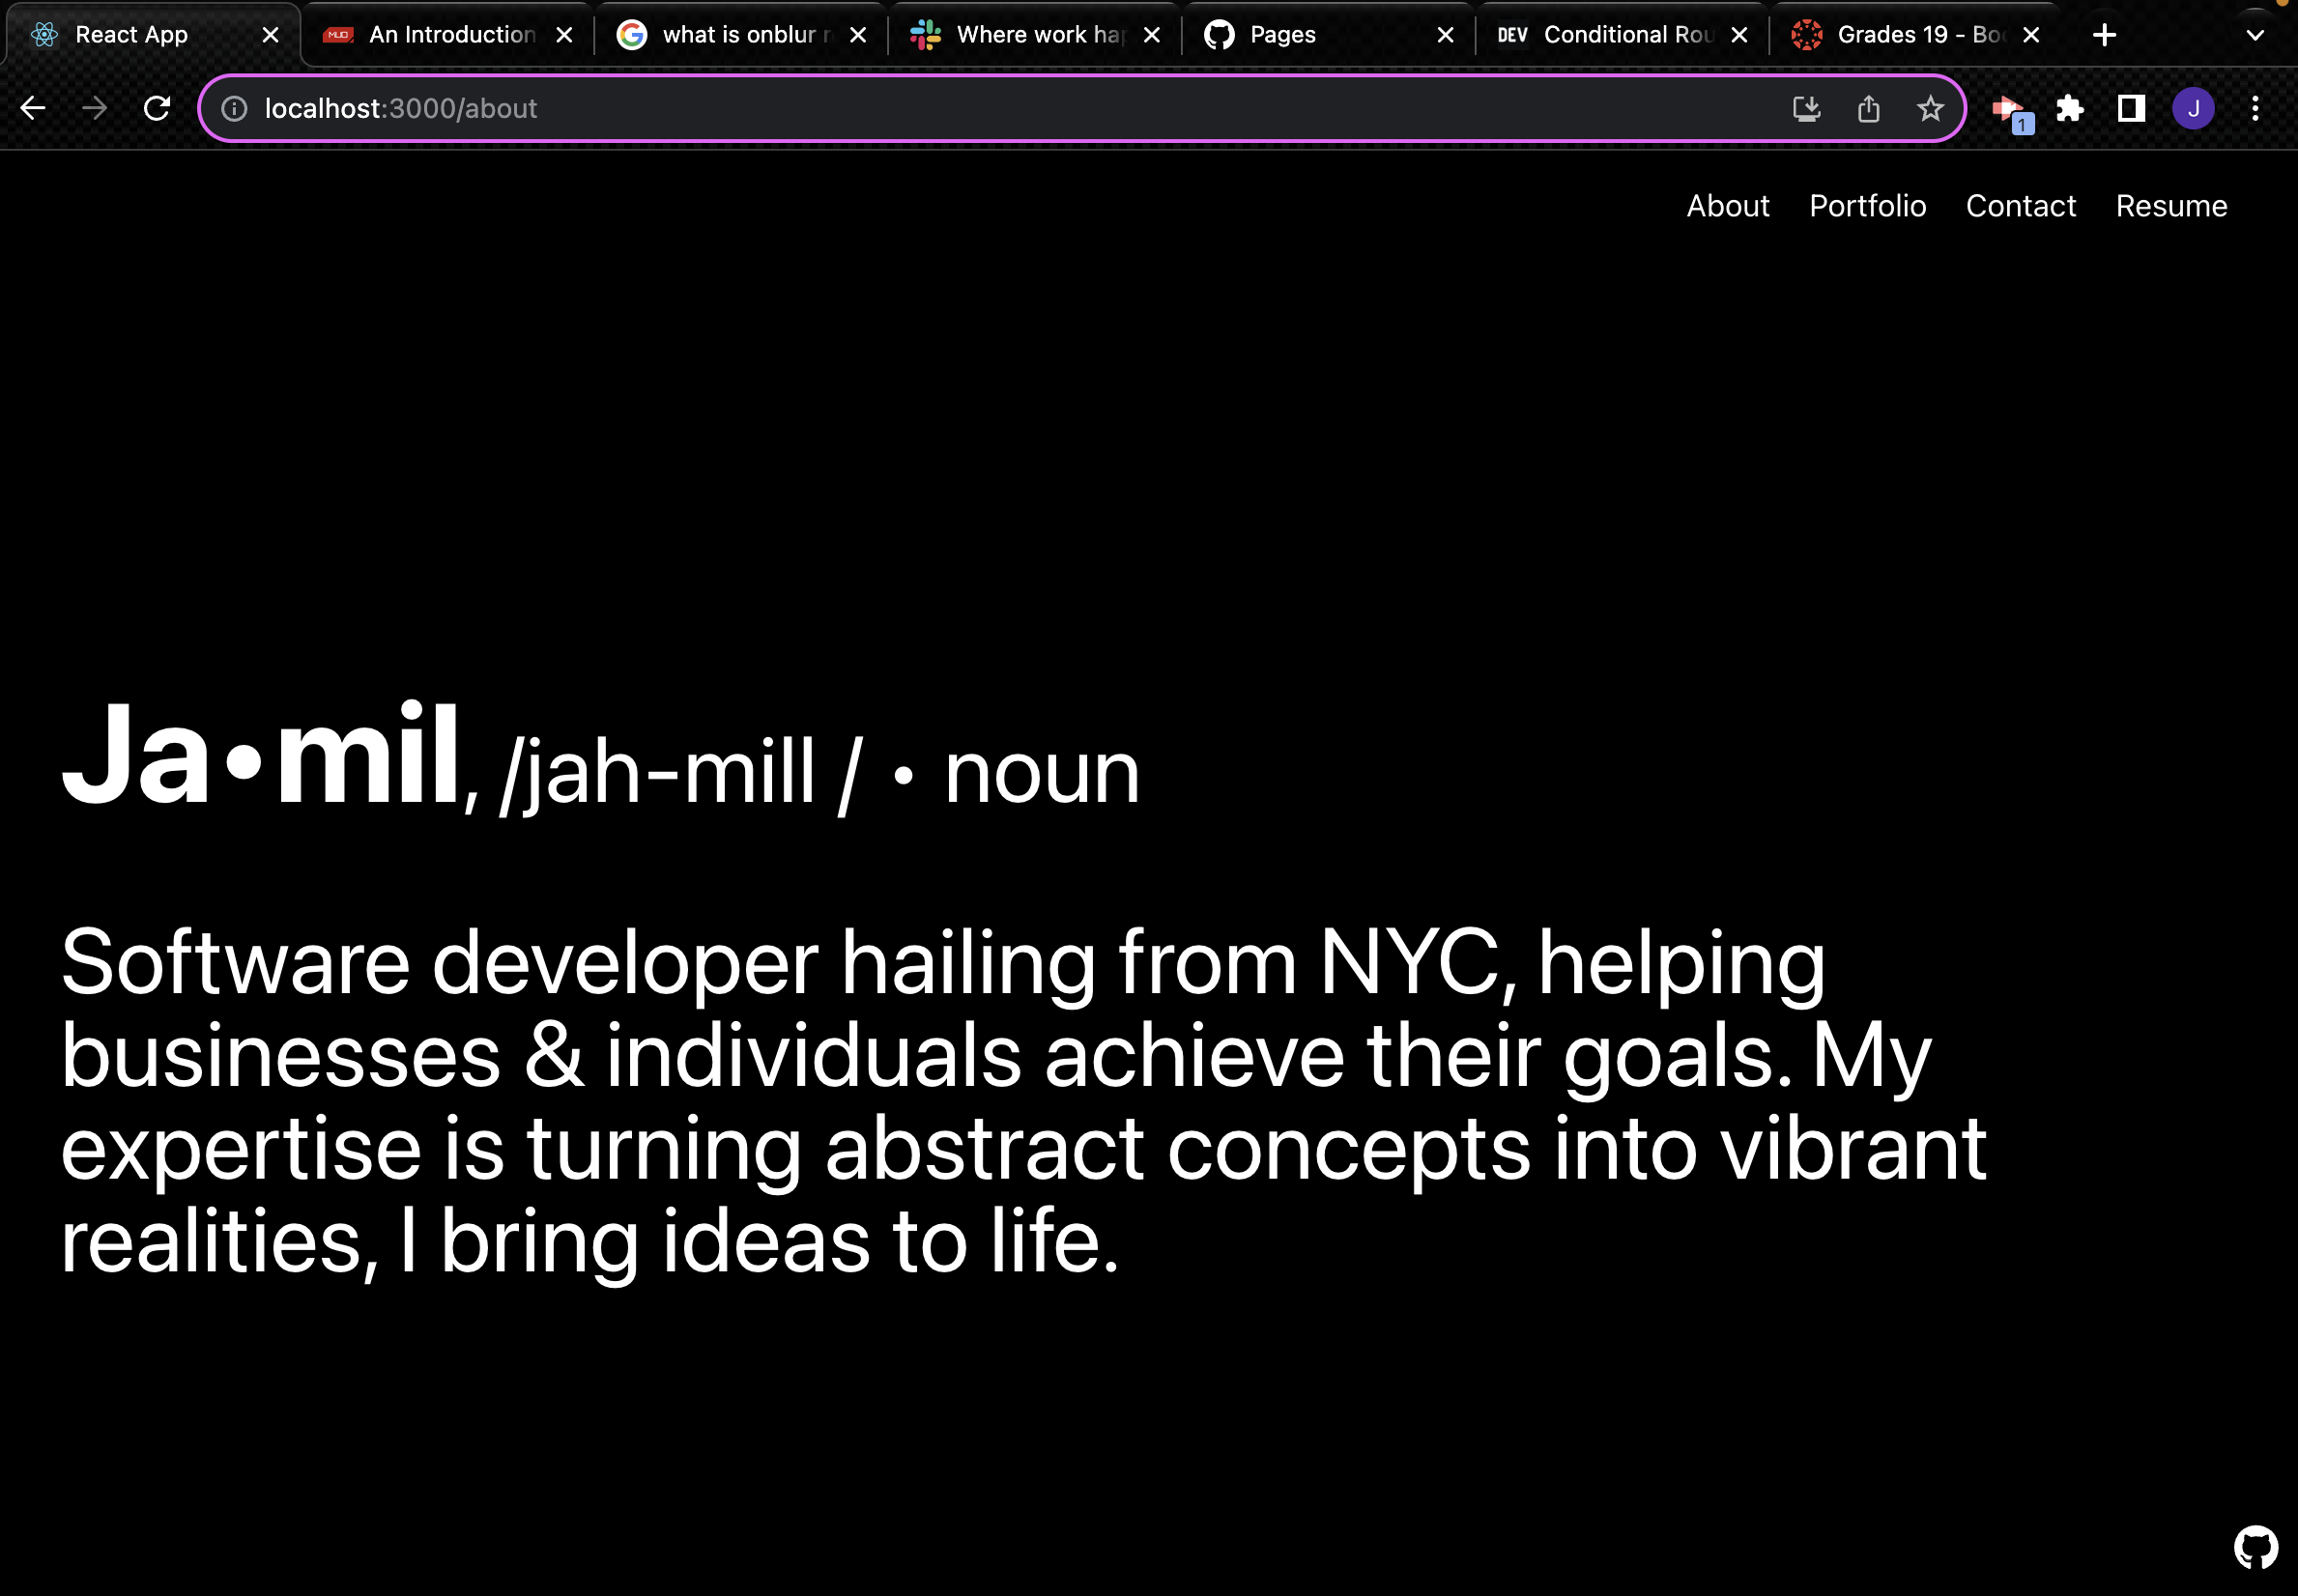 React App
MUO An Introduction
what is onblur
Where work ha
Pages
DEV Conditional Rou
Grades 19 - Bo
localhost:3000/about
1
J
About Portfolio Contact Resume
Ja•mil, /jah-mill / • noun
Software developer hailing from NYC, helping
businesses & individuals achieve their goals. My
expertise is turning abstract concepts into vibrant
realities, I bring ideas to life.